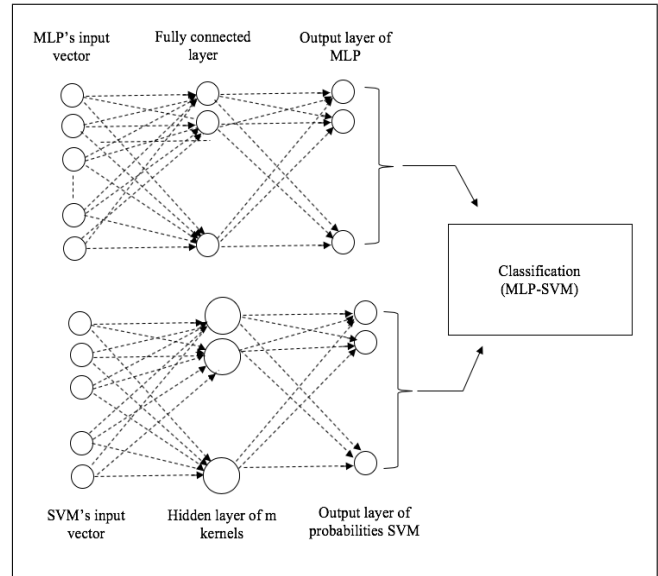 MLP's input
vector
Fully connected
layer
Output layer of
MLP
Classification
(MLP-SVM)
SVM's input
vector
Hidden layer of m
kernels
Output layer of
probabilities SVM